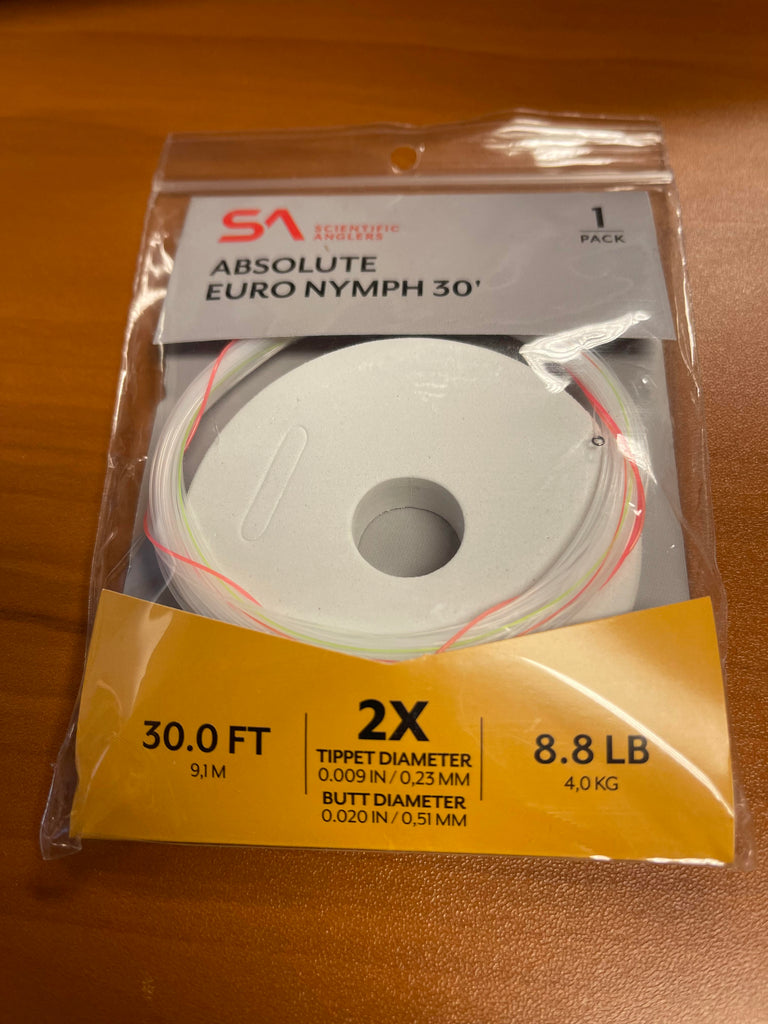 SA SCIENTIFIC
ANGLERS
1
PACK
ABSOLUTE
EURO NYMPH 30'
30.0 FT
9,1 M
2X
TIPPET DIAMETER
0.009 IN / 0,23 MM
BUTT DIAMETER
0.020 IN / 0,51 MM
8.8 LB
4,0 KG